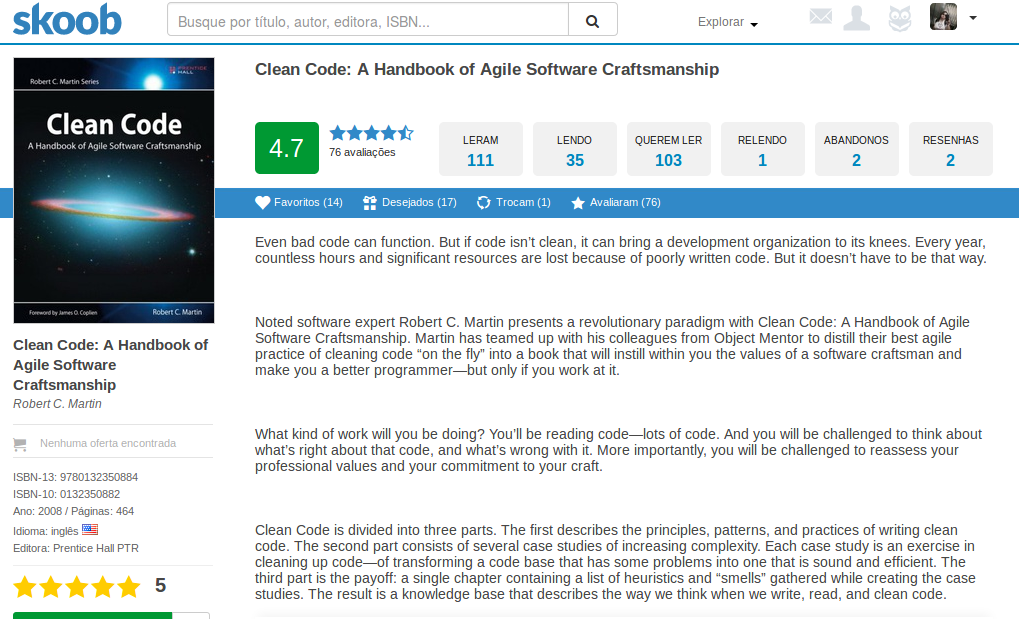 skoob
Busque por título, autor, editora, ISBN...
Explorar
PRENTICE HALL
Robert C. Martin Series
Clean Code
A Handbook of Agile Software Craftsmanship
Foreword by James O. Coplien
Robert C. Martin
Clean Code: A Handbook of
Agile Software
Craftsmanship
Robert C. Martin
Nenhuma oferta encontrada
ISBN-13: 9780132350884
ISBN-10: 0132350882
Ano: 2008 / Páginas: 464
Idioma: inglês
Editora: Prentice Hall PTR
5
Clean Code: A Handbook of Agile Software Craftsmanship
4.7
76 avaliações
LERAM
111
LENDO
35
QUEREM LER
103
RELENDO
1
ABANDONOS
2
RESENHAS
2
Favoritos (14)
Desejados (17)
Trocam (1)
Avaliaram (76)
Even bad code can function. But if code isn’t clean, it can bring a development organization to its knees. Every year,
countless hours and significant resources are lost because of poorly written code. But it doesn’t have to be that way.
Noted software expert Robert C. Martin presents a revolutionary paradigm with Clean Code: A Handbook of Agile
Software Craftsmanship. Martin has teamed up with his colleagues from Object Mentor to distill their best agile
practice of cleaning code “on the fly” into a book that will instill within you the values of a software craftsman and
make you a better programmer—but only if you work at it.
What kind of work will you be doing? You’ll be reading code—lots of code. And you will be challenged to think about
what’s right about that code, and what’s wrong with it. More importantly, you will be challenged to reassess your
professional values and your commitment to your craft.
Clean Code is divided into three parts. The first describes the principles, patterns, and practices of writing clean
code. The second part consists of several case studies of increasing complexity. Each case study is an exercise in
cleaning up code—of transforming a code base that has some problems into one that is sound and efficient. The
third part is the payoff: a single chapter containing a list of heuristics and “smells” gathered while creating the case
studies. The result is a knowledge base that describes the way we think when we write, read, and clean code.